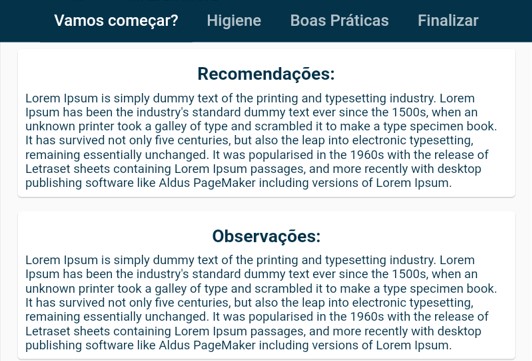 Vamos começar? Higiene Boas Práticas Finalizar
Recomendações:
Lorem Ipsum is simply dummy text of the printing and typesetting industry. Lorem
Ipsum has been the industry's standard dummy text ever since the 1500s, when an
unknown printer took a galley of type and scrambled it to make a type specimen book.
It has survived not only five centuries, but also the leap into electronic typesetting,
remaining essentially unchanged. It was popularised in the 1960s with the release of
Letraset sheets containing Lorem Ipsum passages, and more recently with desktop
publishing software like Aldus PageMaker including versions of Lorem Ipsum.
Observações:
Lorem Ipsum is simply dummy text of the printing and typesetting industry. Lorem
Ipsum has been the industry's standard dummy text ever since the 1500s, when an
unknown printer took a galley of type and scrambled it to make a type specimen book.
It has survived not only five centuries, but also the leap into electronic typesetting,
remaining essentially unchanged. It was popularised in the 1960s with the release of
Letraset sheets containing Lorem Ipsum passages, and more recently with desktop
publishing software like Aldus PageMaker including versions of Lorem Ipsum.